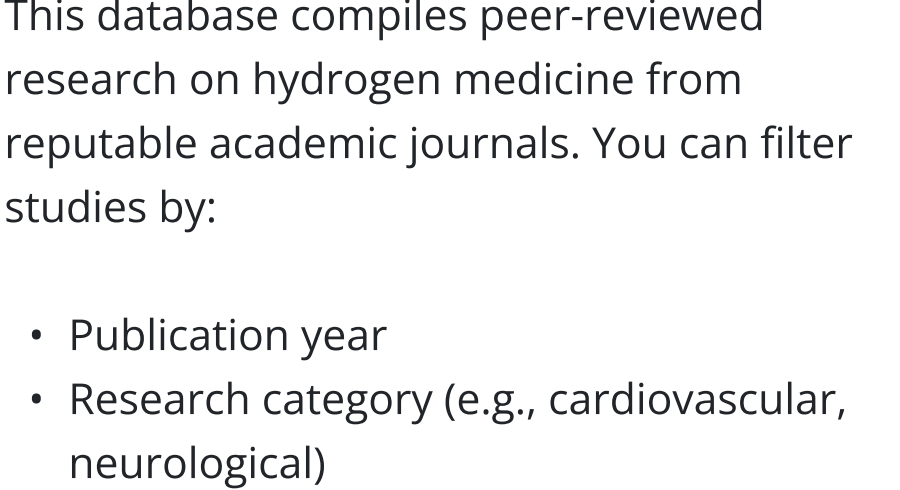 This database compiles peer-reviewed
research on hydrogen medicine from
reputable academic journals. You can filter
studies by:
• Publication year
• Research category (e.g., cardiovascular,
neurological)